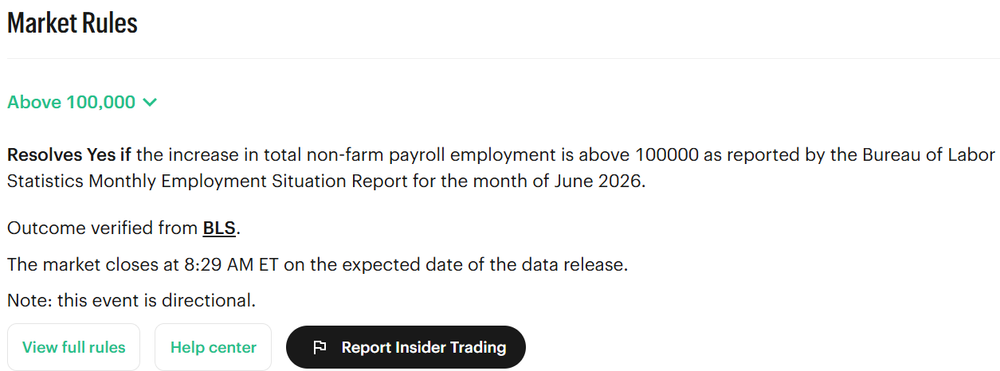 Market Rules
Above 100,000
Resolves Yes if the increase in total non-farm payroll employment is above 100000 as reported by the Bureau of Labor
Statistics Monthly Employment Situation Report for the month of June 2026.
Outcome verified from BLS.
The market closes at 8:29 AM ET on the expected date of the data release.
Note: this event is directional.
View full rules
Help center
Report Insider Trading